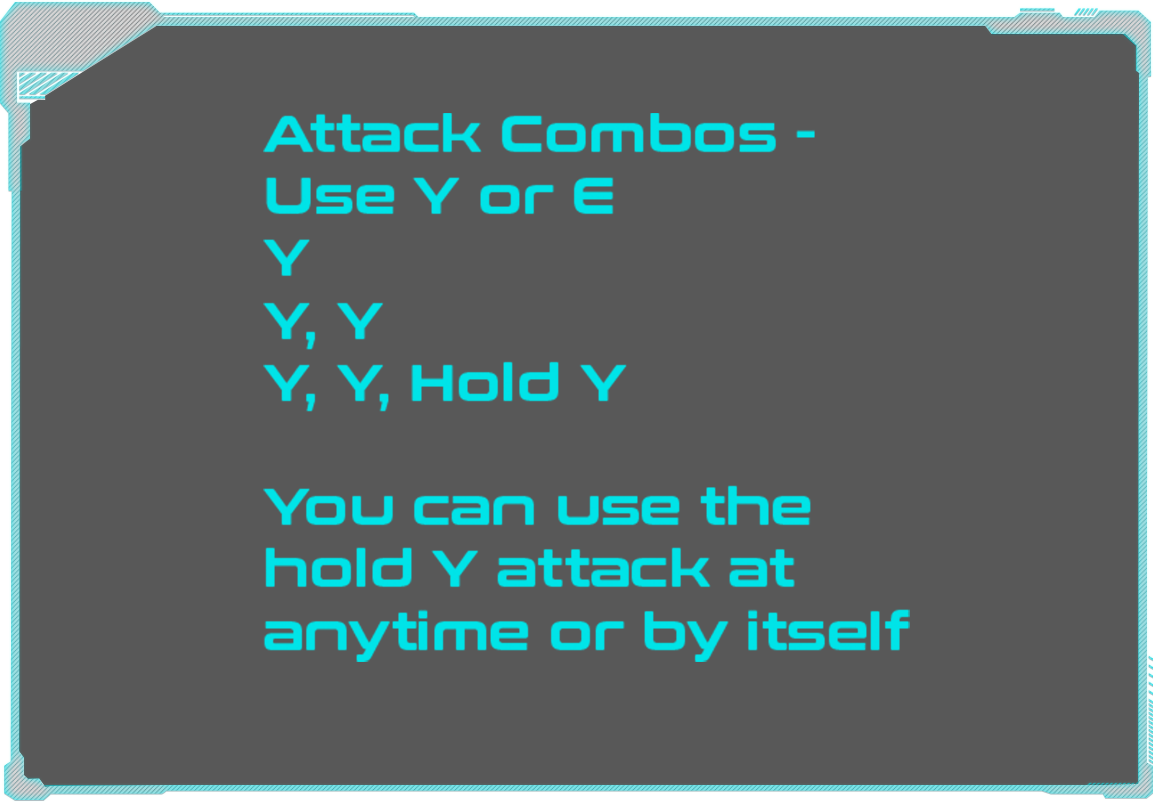 Attack Combos -
Use Y or E
Y
Y, Y
Y, Y, Hold Y
You can use the
hold Y attack at
anytime or by itself